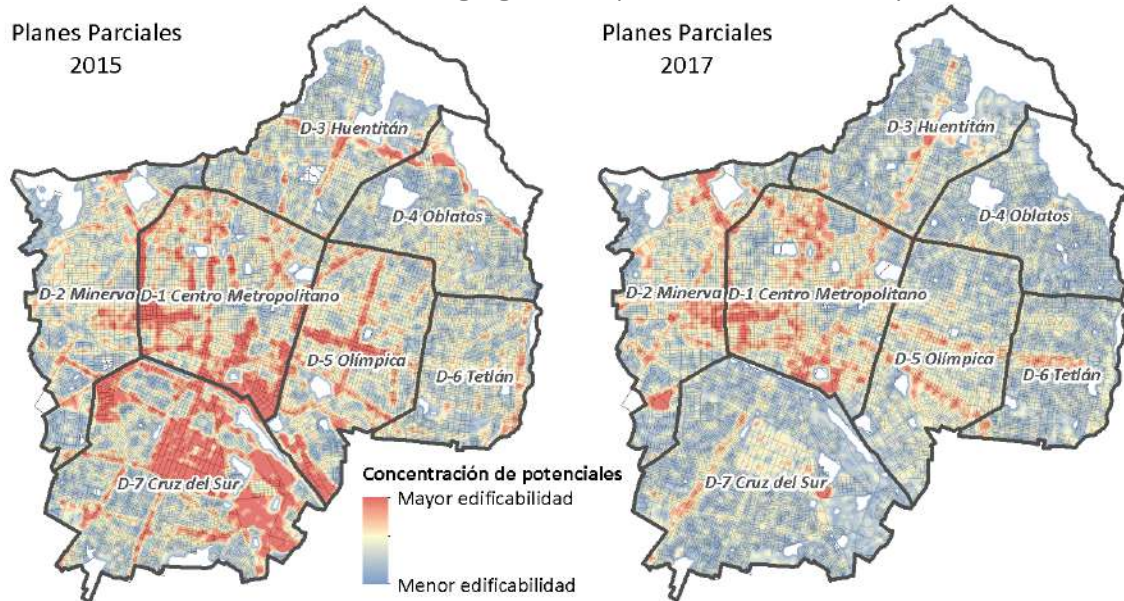 Planes Parciales
2015
D-3 Huentitán
D-4 Oblatos
D-2 Minerva
D-1 Centro Metropolitano
D-5 Olímpica
D-6 Tetlán
D-7 Cruz del Sur
Concentración de potenciales
Mayor edificabilidad
Menor edificabilidad
Planes Parciales
2017
D-3 Huentitán
D-4 Oblatos
D-2 Minerva
D-1 Centro Metropolitano
D-5 Olímpica
D-6 Tetlán
D-7 Cruz del Sur